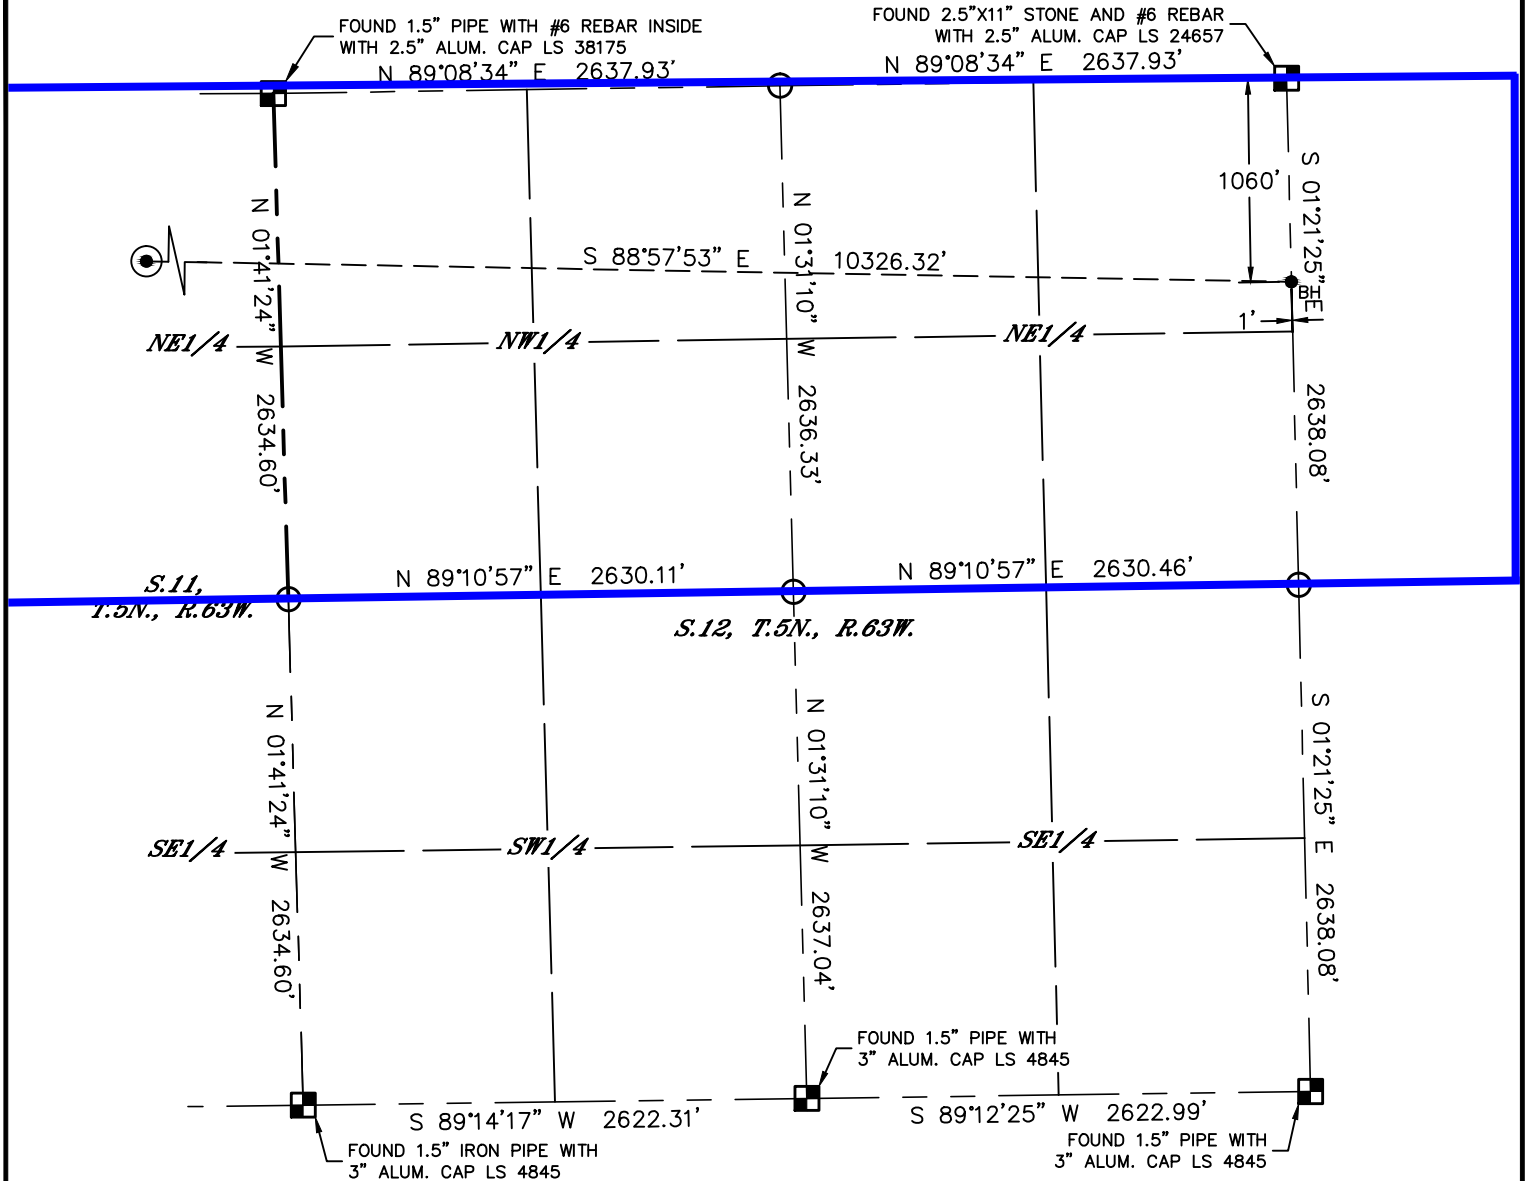 FOUND 1.5" PIPE WITH #6 REBAR INSIDE
WITH 2.5" ALUM. CAP LS 38175
FOUND 2.5"X11" STONE AND #6 REBAR
WITH 2.5" ALUM. CAP LS 24657
N 89°08'34" E 2637.93'
N 89°08'34" E 2637.93'
1060'
S 01°21'25" E 2638.08'
N 01°41'24" W 2634.60'
N 01°31'10" W 2636.33'
S 88°57'53" E 10326.32'
BH
1'
NE1/4
NW1/4
NE1/4
N 89°10'57" E 2630.11'
N 89°10'57" E 2630.46'
S.11,
T.5N., R.63W.
S.12, T.5N., R.63W.
N 01°41'24" W 2634.60'
N 01°31'10" W 2637.04'
S 01°21'25" E 2638.08'
SE1/4
SW1/4
SE1/4
FOUND 1.5" PIPE WITH
3" ALUM. CAP LS 4845
S 89°14'17" W 2622.31'
S 89°12'25" W 2622.99'
FOUND 1.5" IRON PIPE WITH
3" ALUM. CAP LS 4845
FOUND 1.5" PIPE WITH
3" ALUM. CAP LS 4845